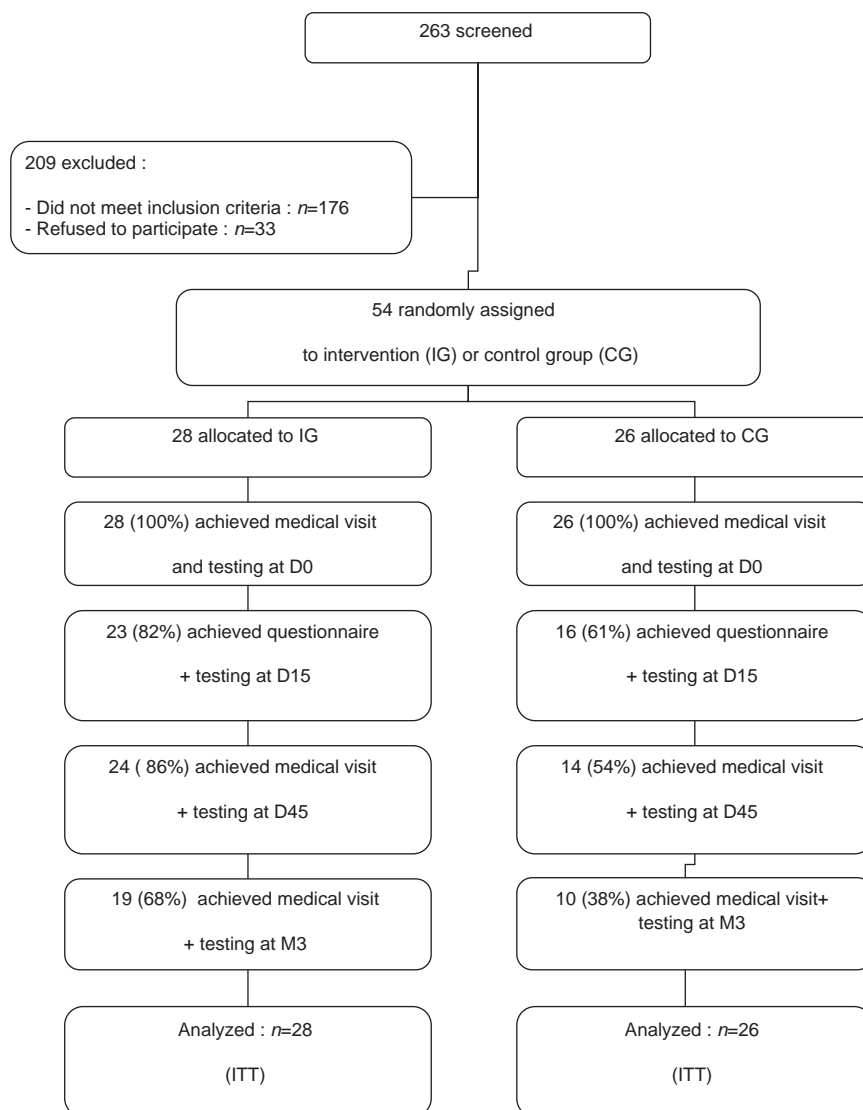 263 screened
209 excluded :
- Did not meet inclusion criteria : n=176
- Refused to participate : n=33
54 randomly assigned
to intervention (IG) or control group (CG)
28 allocated to IG
26 allocated to CG
28 (100%) achieved medical visit
and testing at D0
26 (100%) achieved medical visit
and testing at D0
23 (82%) achieved questionnaire
+ testing at D15
16 (61%) achieved questionnaire
+ testing at D15
24 ( 86%) achieved medical visit
+ testing at D45
14 (54%) achieved medical visit
+ testing at D45
19 (68%) achieved medical visit
+ testing at M3
10 (38%) achieved medical visit+
testing at M3
Analyzed : n=28
(ITT)
Analyzed : n=26
(ITT)